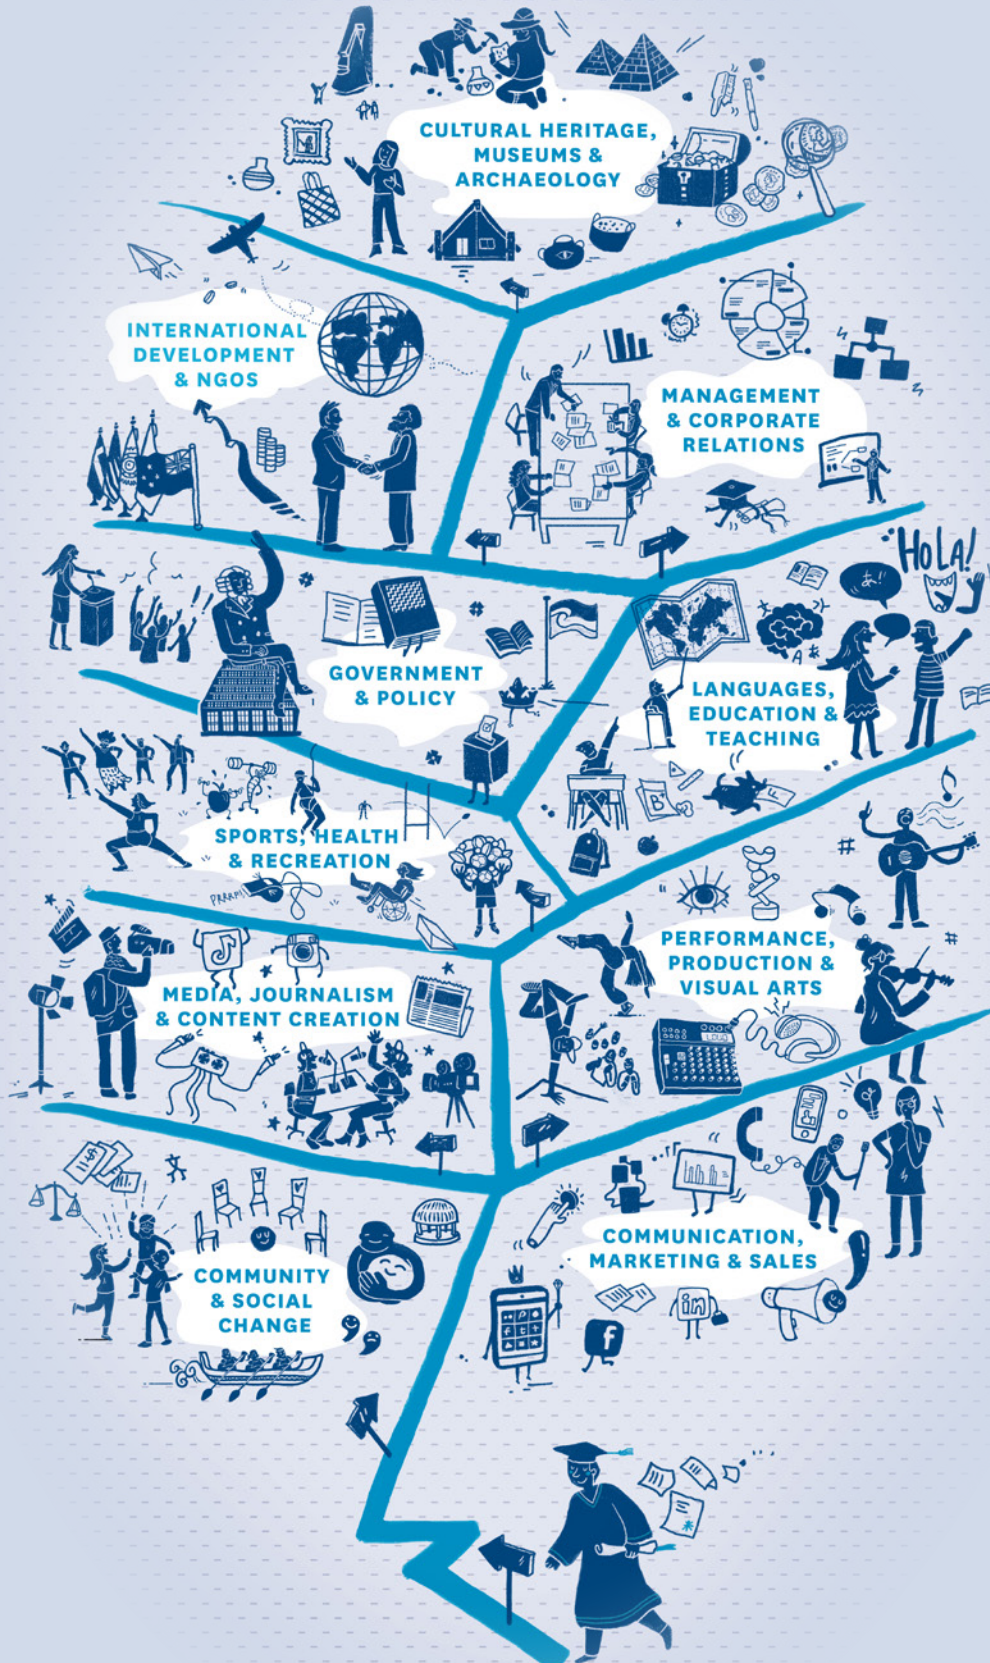 CULTURAL HERITAGE,
MUSEUMS &
ARCHAEOLOGY
INTERNATIONAL
DEVELOPMENT
& NGOS
MANAGEMENT
& CORPORATE
RELATIONS
HOLA!
あ!!
GOVERNMENT
& POLICY
A #
LANGUAGES,
EDUCATION &
TEACHING
B
F
SPORTS, HEALTH
& RECREATION
#
PERFORMANCE,
PRODUCTION &
VISUAL ARTS
#
MEDIA, JOURNALISM
& CONTENT CREATION
$
COMMUNICATION,
MARKETING & SALES
COMMUNITY
& SOCIAL
CHANGE
in
f